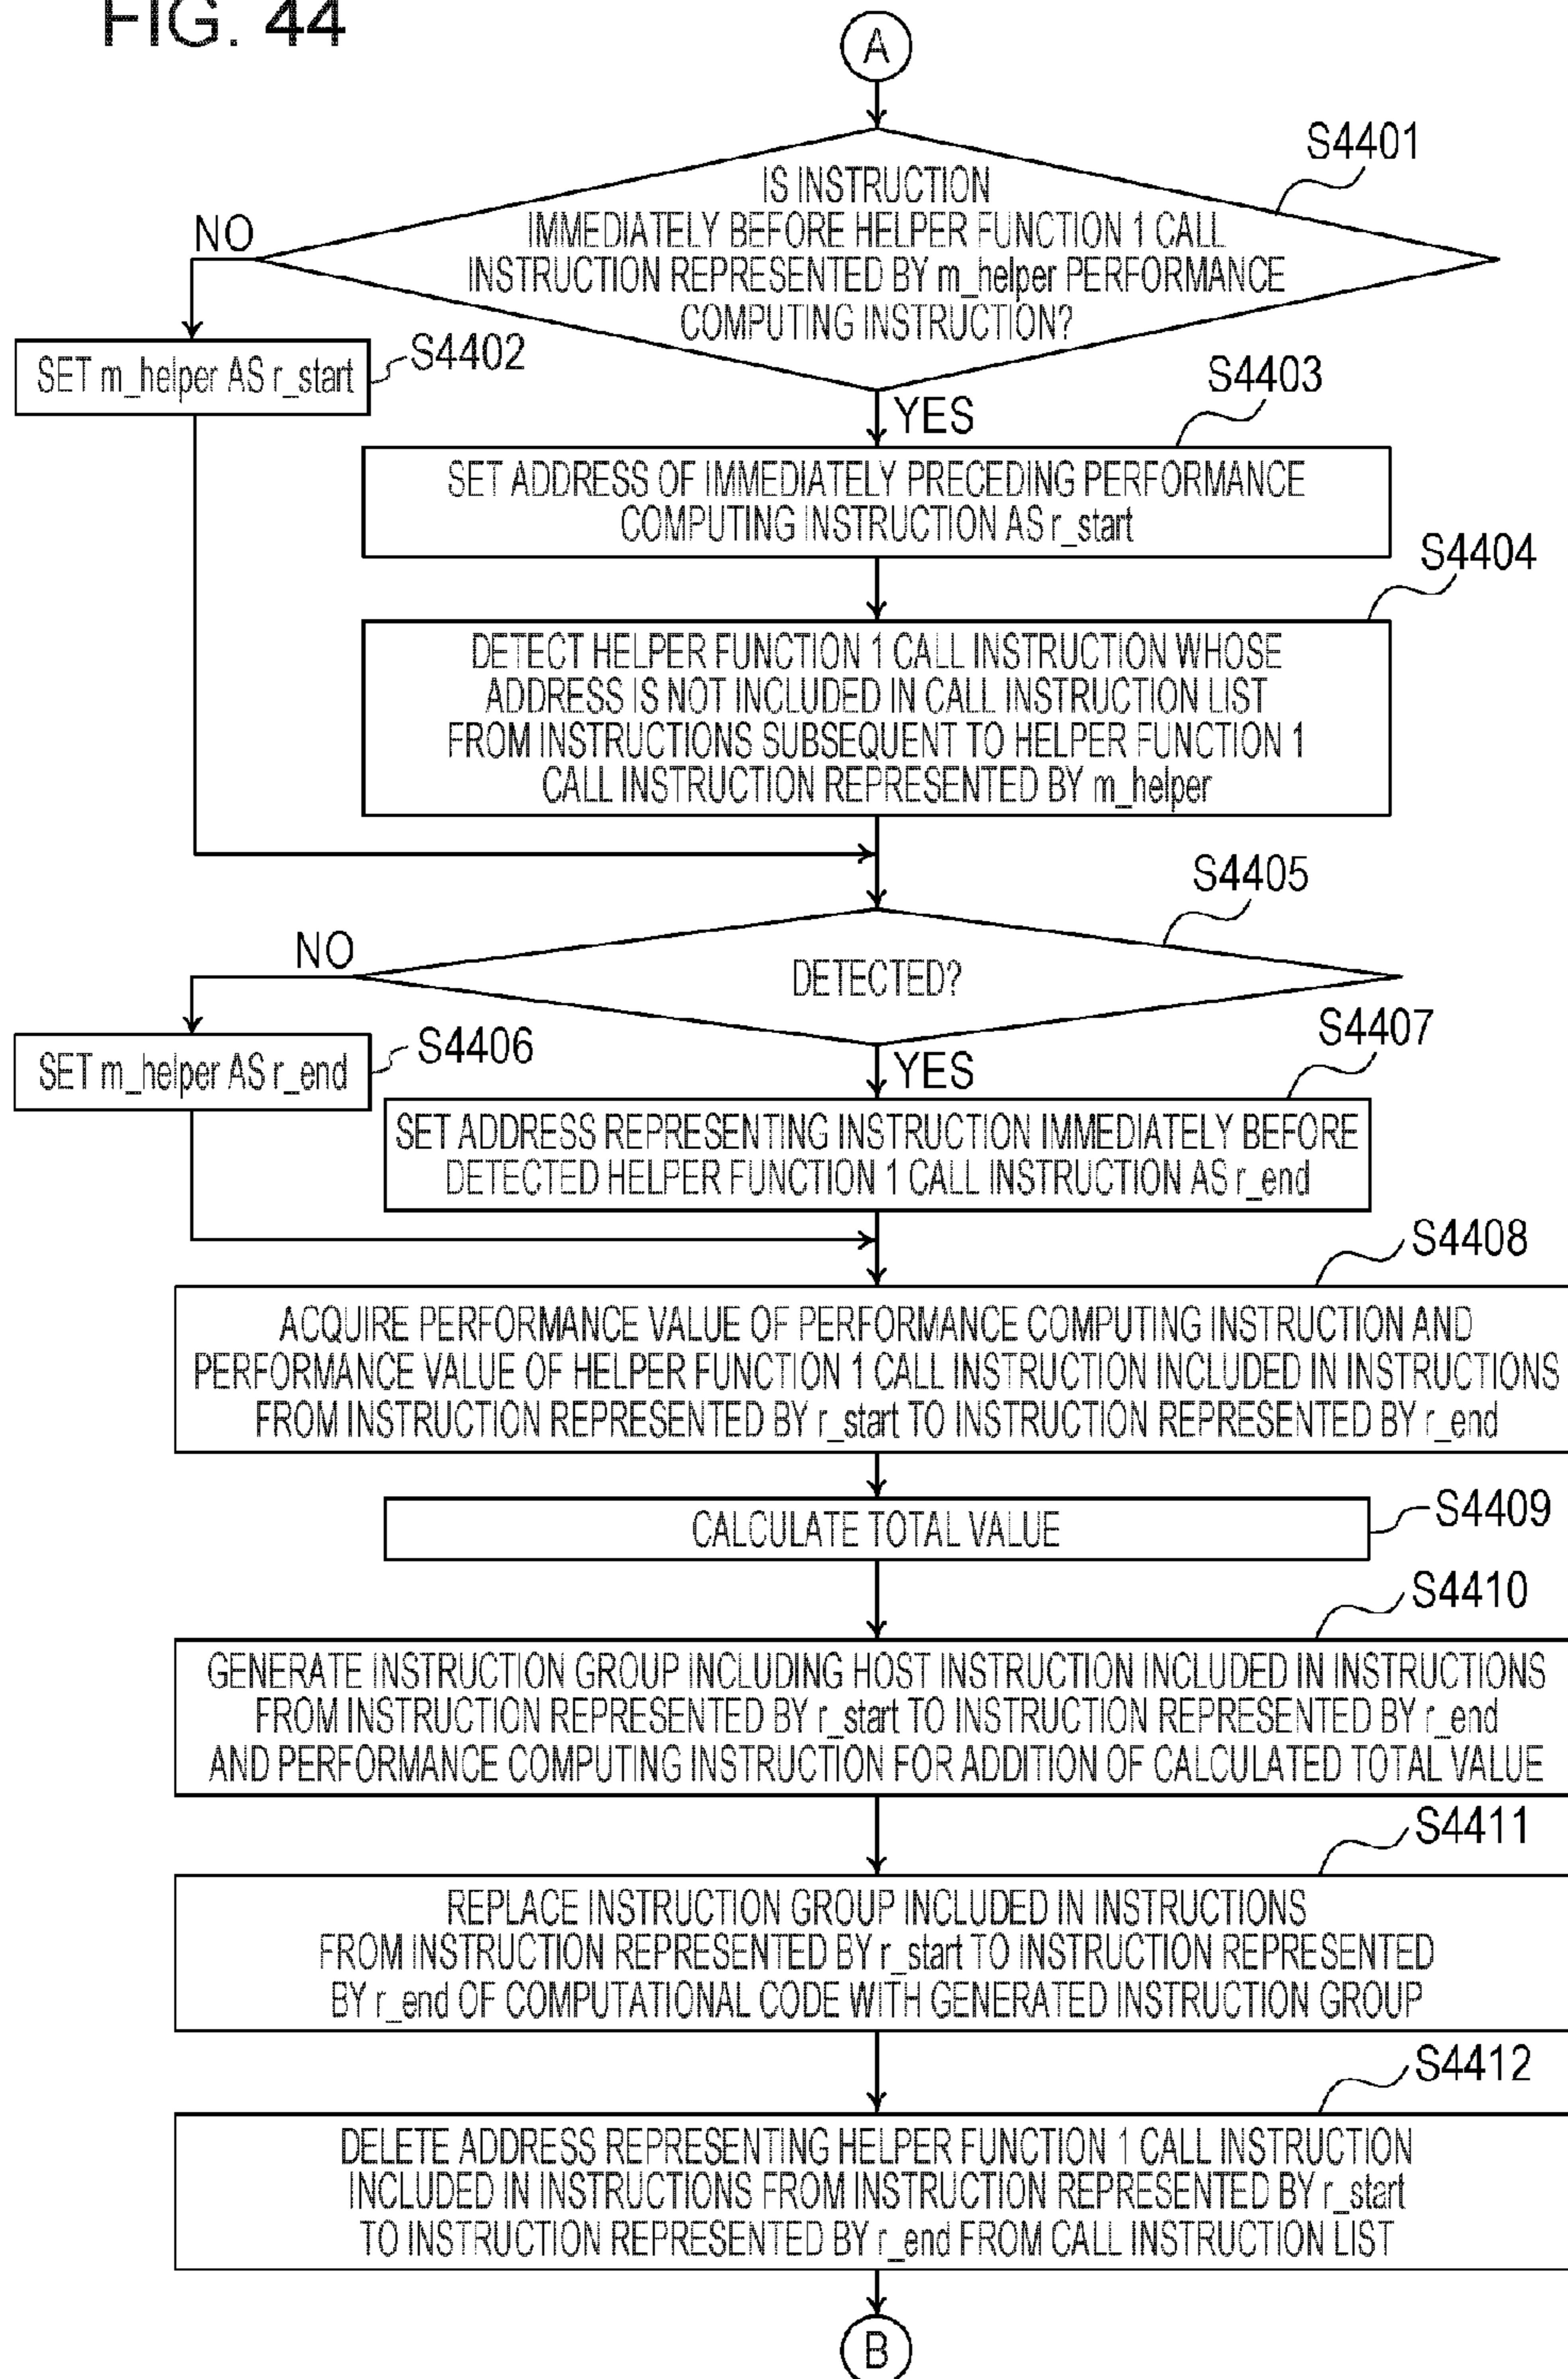 FIG. 44
A
S4401
IS INSTRUCTION
IMMEDIATELY BEFORE HELPER FUNCTION 1 CALL
INSTRUCTION REPRESENTED BY m_helper PERFORMANCE
COMPUTING INSTRUCTION?
NO
SET m_helper AS r_start
S4402
YES
S4403
SET ADDRESS OF IMMEDIATELY PRECEDING PERFORMANCE
COMPUTING INSTRUCTION AS r_start
S4404
DETECT HELPER FUNCTION 1 CALL INSTRUCTION WHOSE
ADDRESS IS NOT INCLUDED IN CALL INSTRUCTION LIST
FROM INSTRUCTIONS SUBSEQUENT TO HELPER FUNCTION 1
CALL INSTRUCTION REPRESENTED BY m_helper
S4405
DETECTED?
NO
SET m_helper AS r_end
S4406
YES
S4407
SET ADDRESS REPRESENTING INSTRUCTION IMMEDIATELY BEFORE
DETECTED HELPER FUNCTION 1 CALL INSTRUCTION AS r_end
S4408
ACQUIRE PERFORMANCE VALUE OF PERFORMANCE COMPUTING INSTRUCTION AND
PERFORMANCE VALUE OF HELPER FUNCTION 1 CALL INSTRUCTION INCLUDED IN INSTRUCTIONS
FROM INSTRUCTION REPRESENTED BY r_start TO INSTRUCTION REPRESENTED BY r_end
CALCULATE TOTAL VALUE
S4409
S4410
GENERATE INSTRUCTION GROUP INCLUDING HOST INSTRUCTION INCLUDED IN INSTRUCTIONS
FROM INSTRUCTION REPRESENTED BY r_start TO INSTRUCTION REPRESENTED BY r_end
AND PERFORMANCE COMPUTING INSTRUCTION FOR ADDITION OF CALCULATED TOTAL VALUE
S4411
REPLACE INSTRUCTION GROUP INCLUDED IN INSTRUCTIONS
FROM INSTRUCTION REPRESENTED BY r_start TO INSTRUCTION REPRESENTED
BY r_end OF COMPUTATIONAL CODE WITH GENERATED INSTRUCTION GROUP
S4412
DELETE ADDRESS REPRESENTING HELPER FUNCTION 1 CALL INSTRUCTION
INCLUDED IN INSTRUCTIONS FROM INSTRUCTION REPRESENTED BY r_start
TO INSTRUCTION REPRESENTED BY r_end FROM CALL INSTRUCTION LIST
B